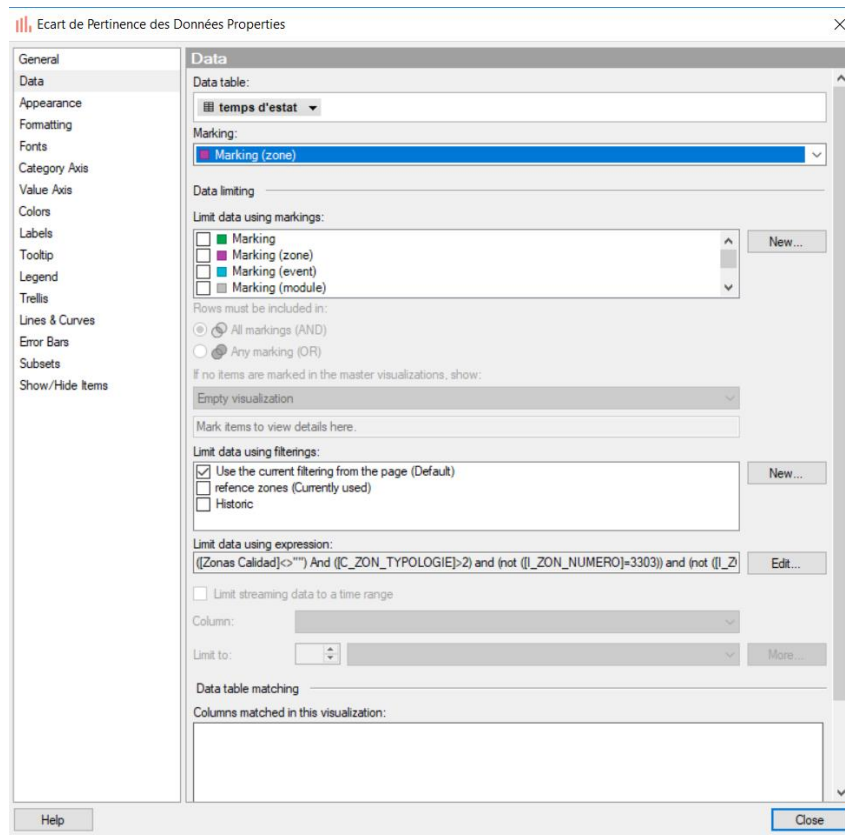 Ecart de Pertinence des Données Properties
General
Data
Appearance
Formatting
Fonts
Category Axis
Value Axis
Colors
Labels
Tooltip
Legend
Trellis
Lines & Curves
Error Bars
Subsets
Show/Hide Items
Data
Data table:
temps d'estat
Marking:
Marking (zone)
Data limiting
Limit data using markings:
Marking
Marking (zone)
Marking (event)
Marking (module)
New...
Rows must be included in:
All markings (AND)
Any marking (OR)
If no items are marked in the master visualizations, show:
Empty visualization
Mark items to view details here.
Limit data using filterings:
Use the current filtering from the page (Default)
refence zones (Currently used)
Historic
New...
Limit data using expression:
([Zonas Calidad]<>"") And ([C_ZON_TYPOLOGIE]>2) and (not ([I_ZON_NUMERO]=3303)) and (not ([I_Z
Edit...
Limit streaming data to a time range
Column:
Limit to:
More...
Data table matching
Columns matched in this visualization:
Help
Close